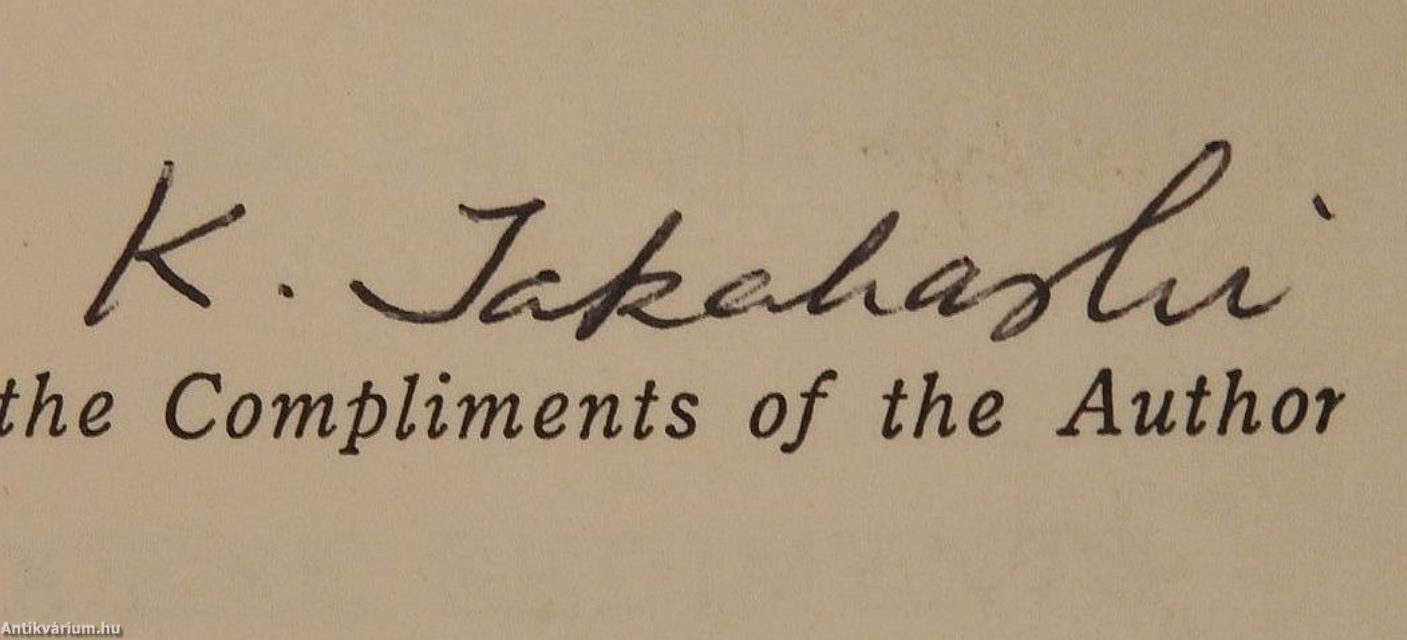 K. Takahashi
the Compliments of the Author
Antikvárium.hu